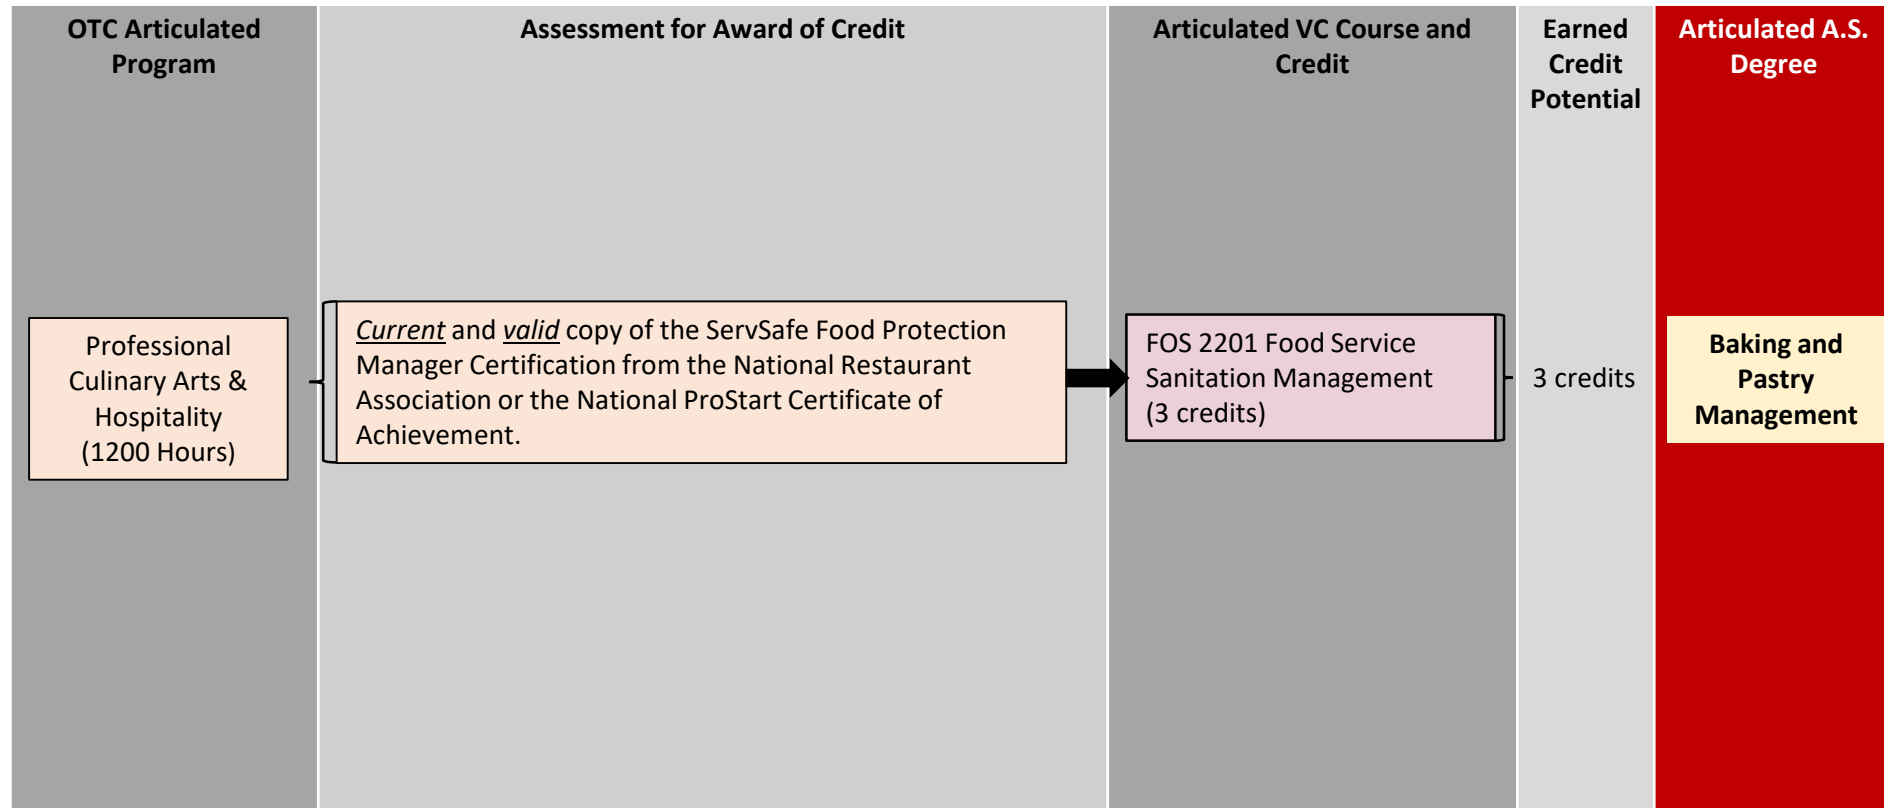 OTC Articulated
Program
Assessment for Award of Credit
Articulated VC Course and
Credit
Earned
Credit
Potential
Articulated A.S.
Degree
Professional
Culinary Arts &
Hospitality
(1200 Hours)
Current and valid copy of the ServSafe Food Protection
Manager Certification from the National Restaurant
Association or the National ProStart Certificate of
Achievement.
FOS 2201 Food Service
Sanitation Management
(3 credits)
3 credits
Baking and
Pastry
Management